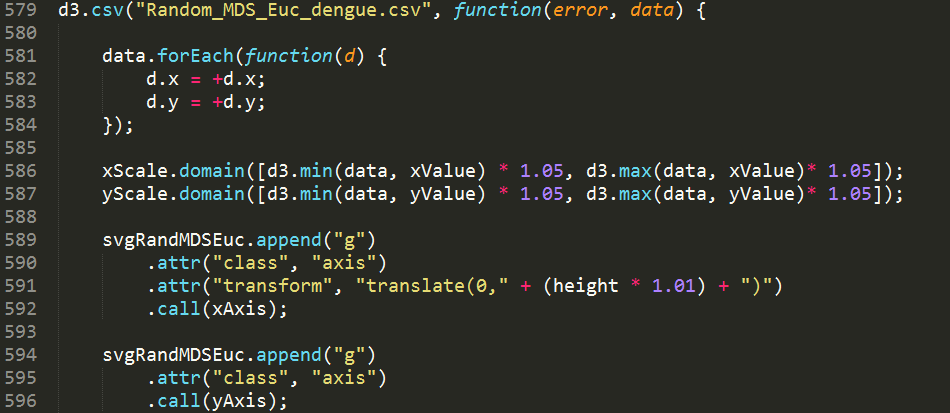 579 d3.csv("Random_MDS_Euc_dengue.csv", function(error, data) {
580
581     data.forEach(function(d) {
582         d.x = +d.x;
583         d.y = +d.y;
584     });
585
586     xScale.domain([d3.min(data, xValue) * 1.05, d3.max(data, xValue)* 1.05]);
587     yScale.domain([d3.min(data, yValue) * 1.05, d3.max(data, yValue)* 1.05]);
588
589     svgRandMDSEuc.append("g")
590         .attr("class", "axis")
591         .attr("transform", "translate(0," + (height * 1.01) + ")")
592         .call(xAxis);
593
594     svgRandMDSEuc.append("g")
595         .attr("class", "axis")
596         .call(yAxis);